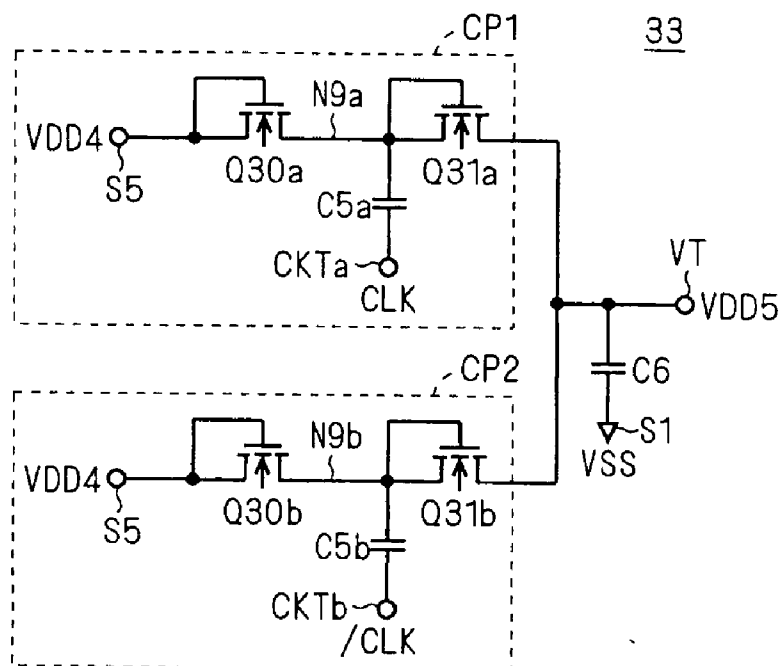 CP1
33
N9a
VDD4
S5
Q30a
Q31a
C5a
CKTa
CLK
VT
VDD5
C6
S1
VSS
CP2
N9b
VDD4
S5
Q30b
Q31b
C5b
CKTb
/CLK